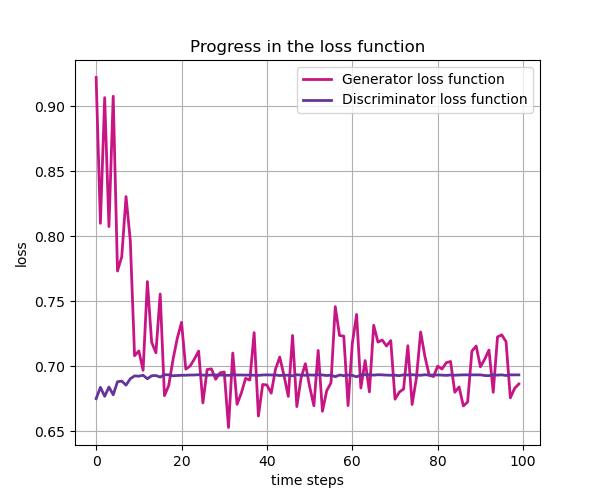 Progress in the loss function
Generator loss function
Discriminator loss function
0.90
0.85
0.80
0.75
0.70
0.65
loss
0
20
40
60
80
100
time steps